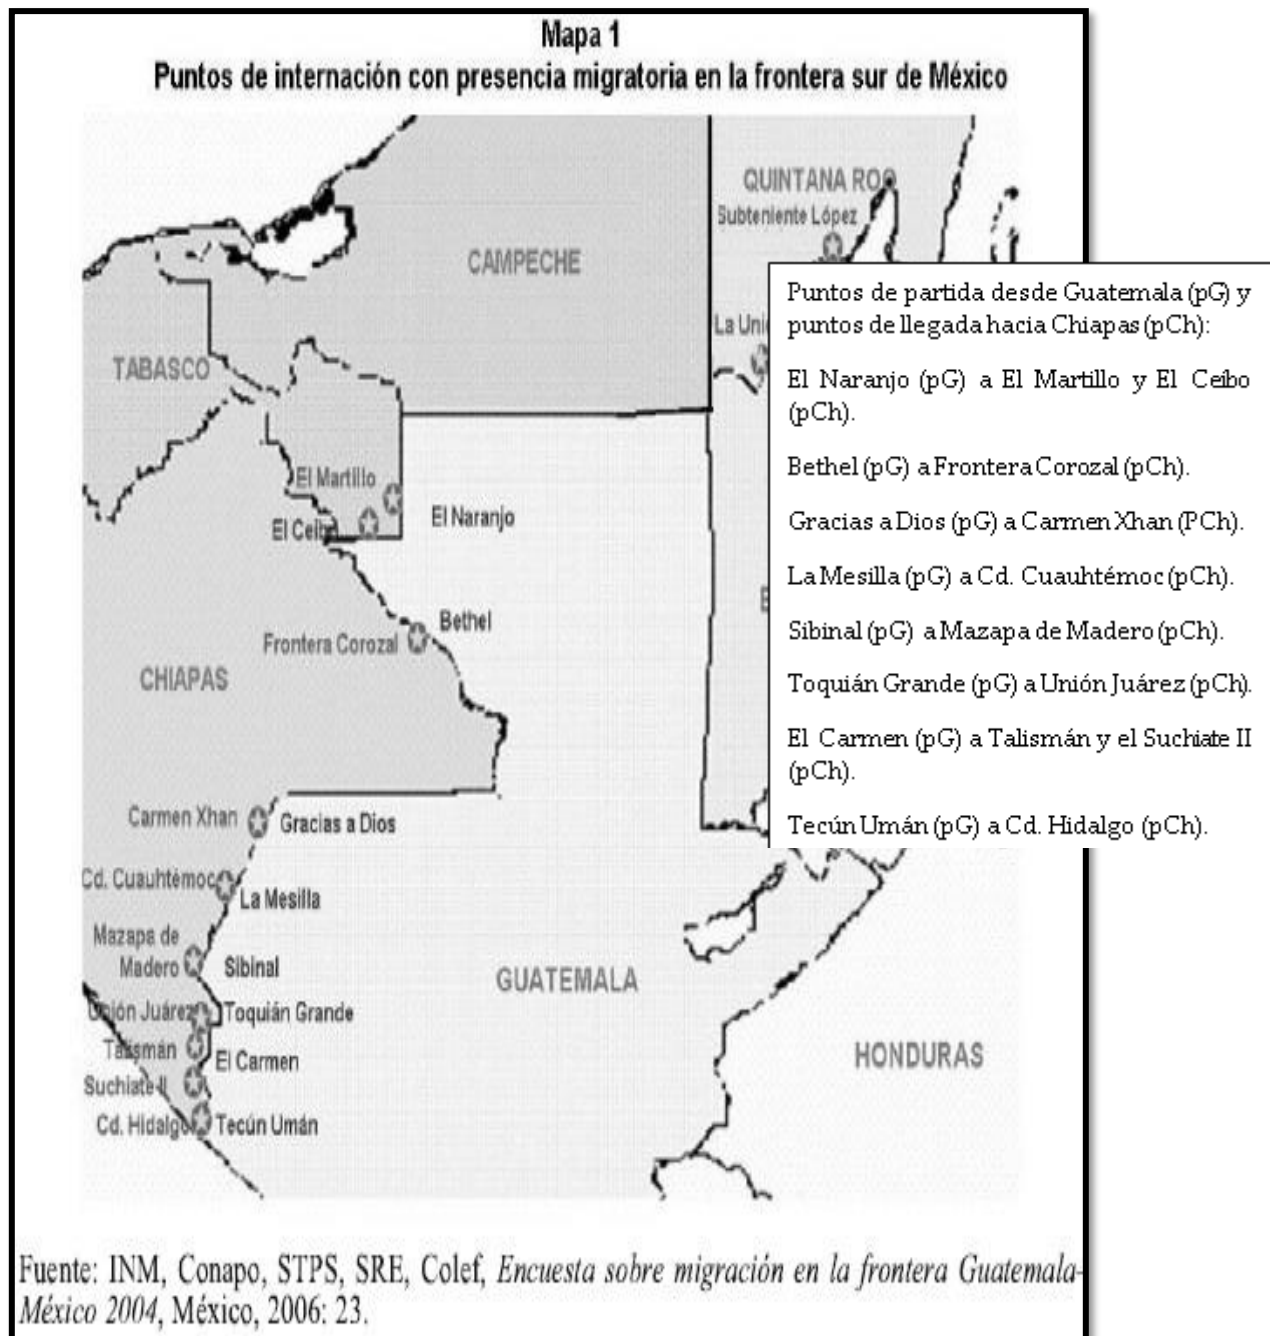 Mapa 1
Puntos de internación con presencia migratoria en la frontera sur de México
QUINTANA ROO
Subteniente López
CAMPECHE
La Uni
TABASCO
El Martillo
El Naranjo
El Ceibo
Bethel
Frontera Corozal
CHIAPAS
Carmen Xhan
Gracias a Dios
Cd. Cuauhtémoc
La Mesilla
Mazapa de
Madero
Sibinal
GUATEMALA
Unión Juárez
Toquián Grande
Talismán
El Carmen
HONDURAS
Suchiate II
Cd. Hidalgo
Tecún Umán
Puntos de partida desde Guatemala (pG) y
puntos de llegada hacia Chiapas (pCh):
El Naranjo (pG) a El Martillo y El Ceibo
(pCh).
Bethel (pG) a Frontera Corozal (pCh).
Gracias a Dios (pG) a Carmen Xhan (PCh).
La Mesilla (pG) a Cd. Cuauhtémoc (pCh).
Sibinal (pG) a Mazapa de Madero (pCh).
Toquián Grande (pG) a Unión Juárez (pCh).
El Carmen (pG) a Talismán y el Suchiate II
(pCh).
Tecún Umán (pG) a Cd. Hidalgo (pCh).
Fuente: INM, Conapo, STPS, SRE, Colef, Encuesta sobre migración en la frontera Guatemala-
México 2004, México, 2006: 23.